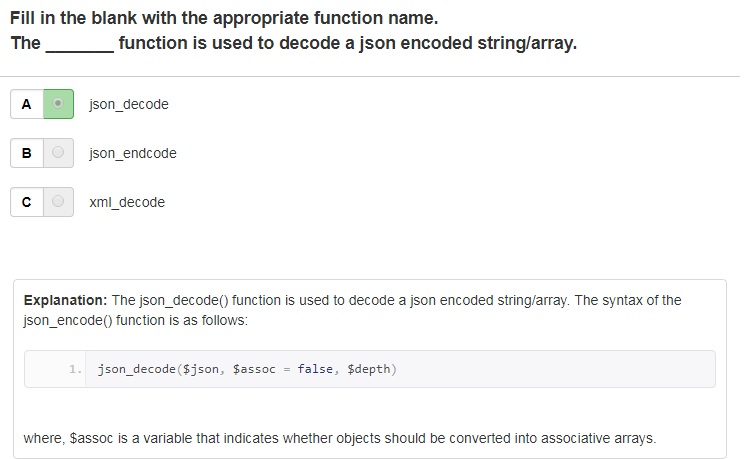 Fill in the blank with the appropriate function name.
The _______ function is used to decode a json encoded string/array.
A json_decode
B json_endcode
C xml_decode
Explanation: The json_decode() function is used to decode a json encoded string/array. The syntax of the
json_encode() function is as follows:
1. json_decode($json, $assoc = false, $depth)
where, $assoc is a variable that indicates whether objects should be converted into associative arrays.